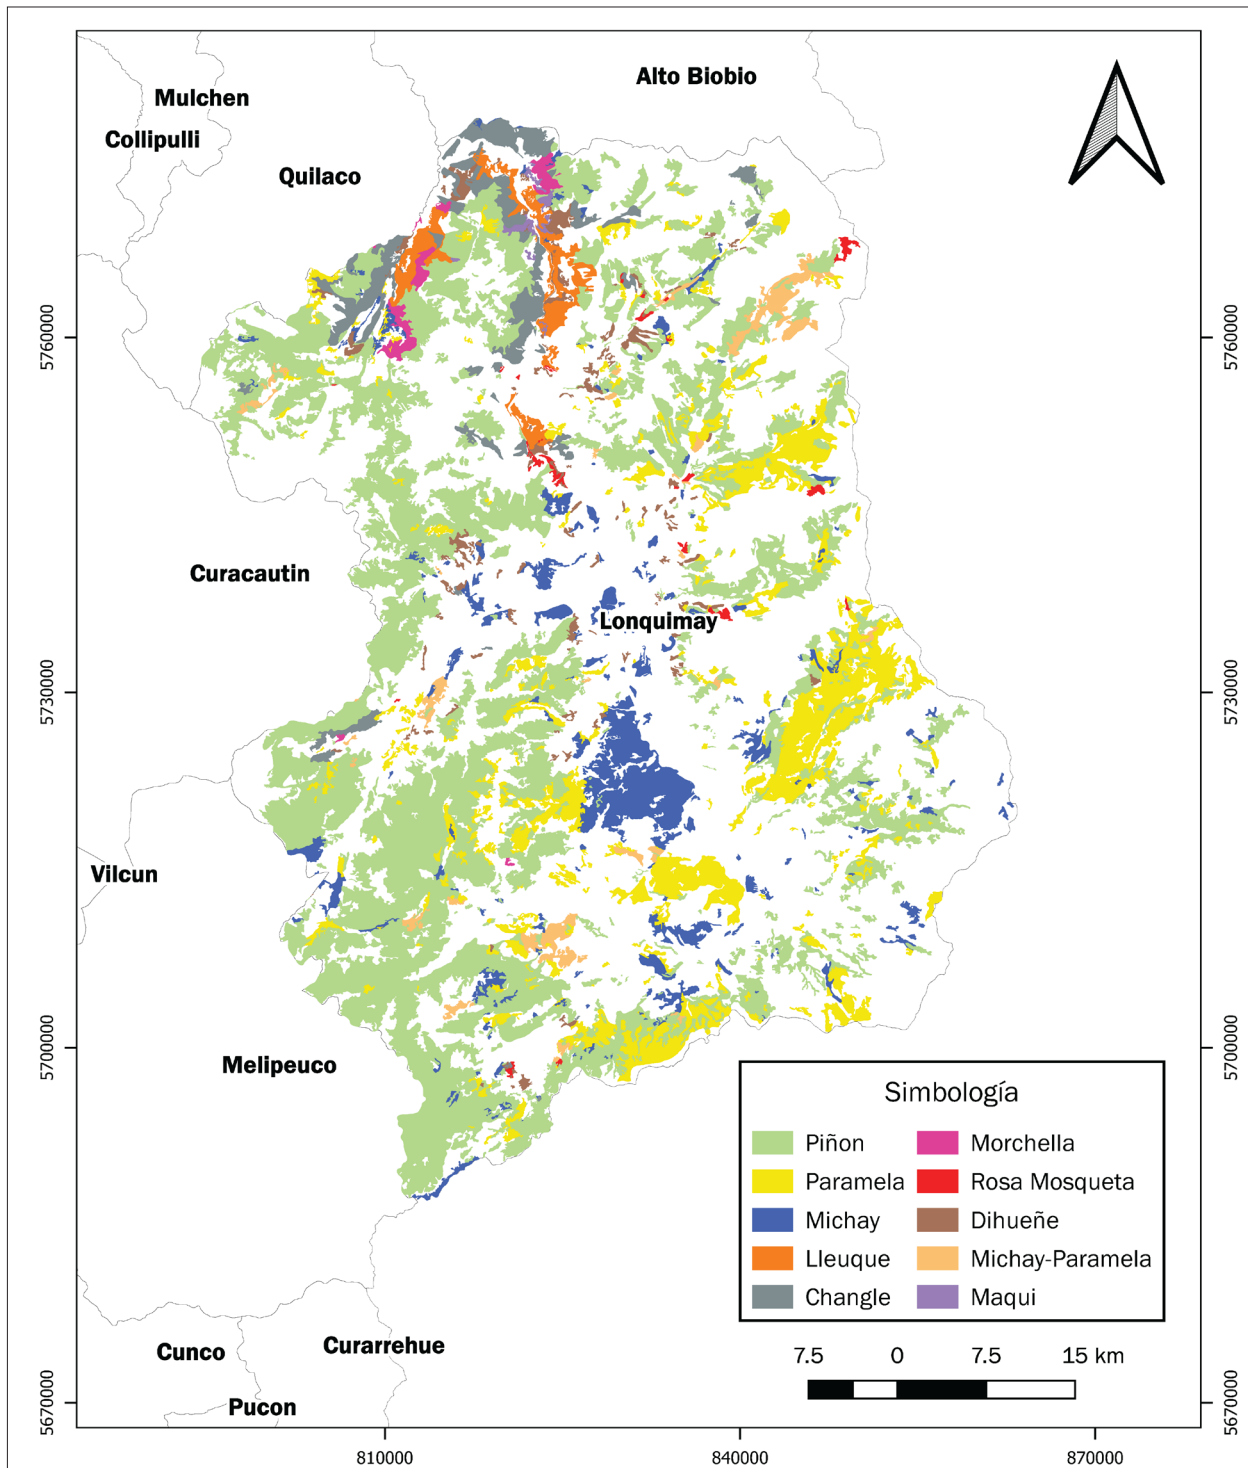 Alto Biobio
Mulchen
Collipulli
Quilaco
5760000
5760000
Curacautin
Lonquimay
5730000
5730000
Vilcun
5700000
5700000
Melipeuco
Simbología
Piñon
Morchella
Paramela
Rosa Mosqueta
Michay
Dihueñe
Lleuque
Michay-Paramela
Changle
Maqui
Curarrehue
Cunco
7.5 0 7.5 15 km
5670000
5670000
Pucon
810000 840000 870000